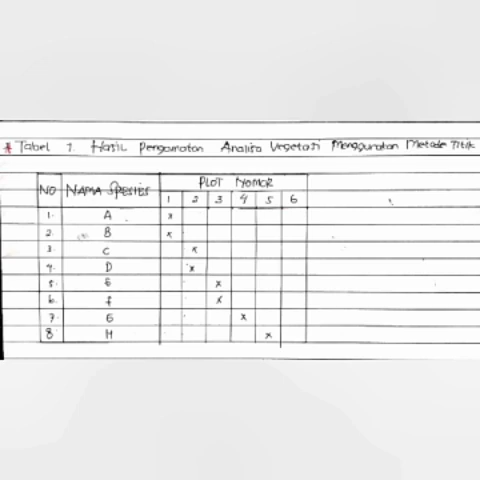 * Tabel 1. Hasil Pengamatan Analisa Vegetasi Menggunakan Metode Titik
NO NAMA SPESIES PLOT NOMOR
1 2 3 4 5 6
1. A x
2. B x
3. C x
4. D x
5. E x
6. f x
7. G x
8 H x